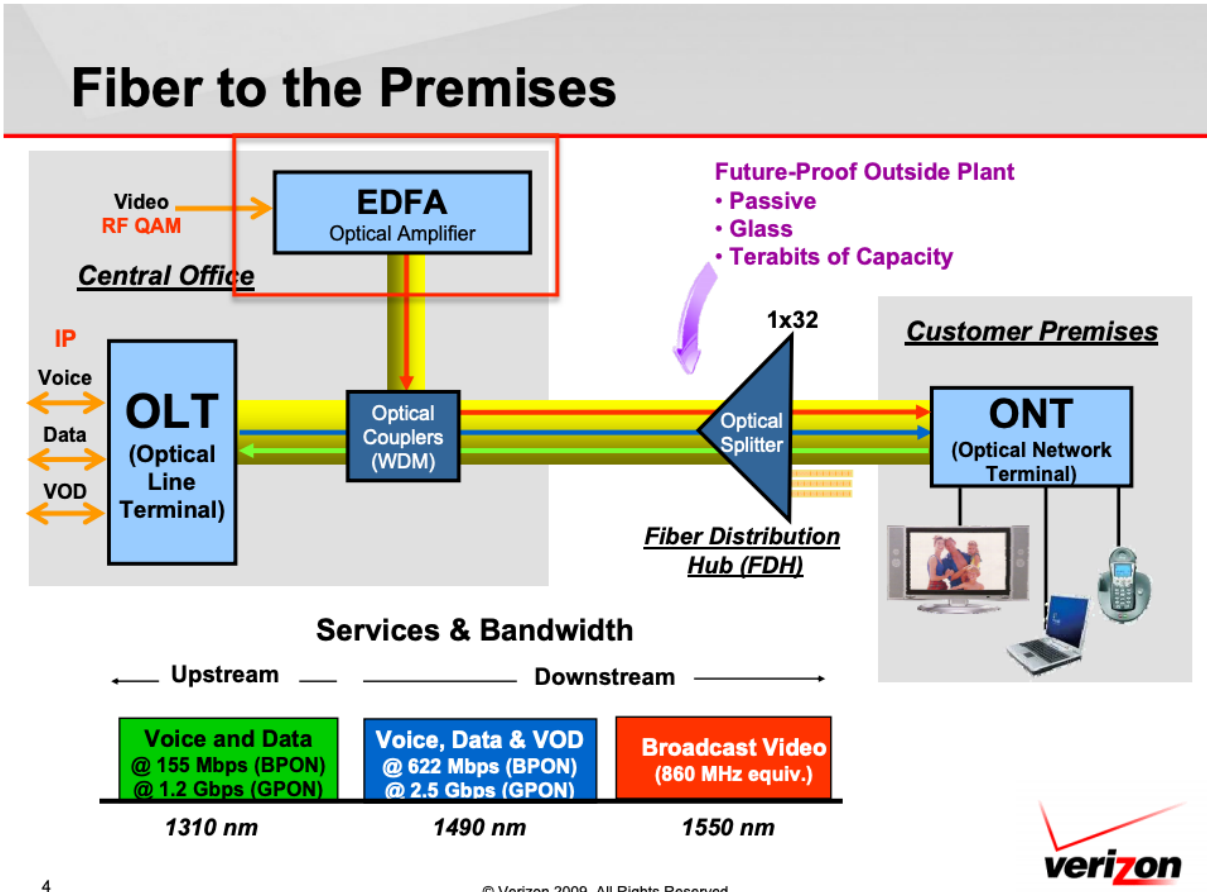 Fiber to the Premises
Video
RF QAM
EDFA
Optical Amplifier
Central Office
Future-Proof Outside Plant
• Passive
• Glass
• Terabits of Capacity
IP
Voice
Data
VOD
OLT
(Optical
Line
Terminal)
Optical
Couplers
(WDM)
1x32
Optical
Splitter
Fiber Distribution
Hub (FDH)
Customer Premises
ONT
(Optical Network
Terminal)
Services & Bandwidth
Upstream
Downstream
Voice and Data
@ 155 Mbps (BPON)
@ 1.2 Gbps (GPON)
Voice, Data & VOD
@ 622 Mbps (BPON)
@ 2.5 Gbps (GPON)
Broadcast Video
(860 MHz equiv.)
1310 nm
1490 nm
1550 nm
verizon
4
© Verizon 2009. All Rights Reserved